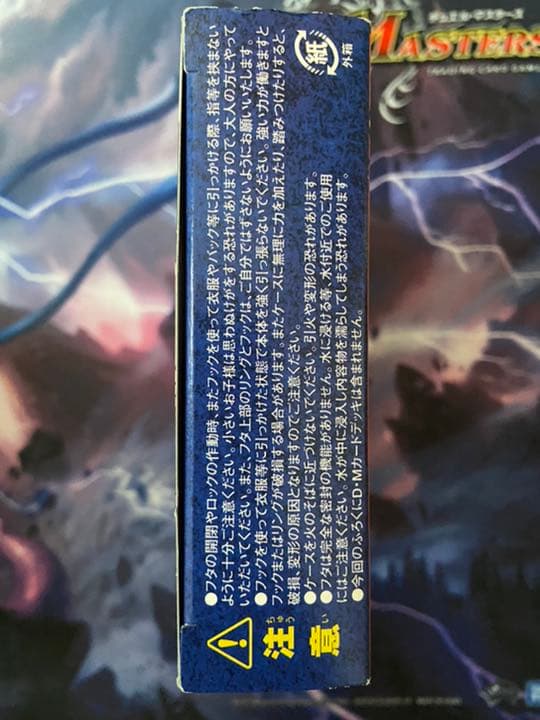 デュエル・マスターズ
MASTERS
TRADING CARD GAME
紙
外箱
注意
ちゅうい
●フタの開閉やロックの作動時、またフックを使って衣服やバック等に引っかける際、指等を挟まない
ように十分ご注意ください。小さいお子様は思わぬけがをする恐れがありますので、大人の方にやって
いただいてください。また、フタ上部のリングとフックは、ご自分ではずさないようにお願いいたします。
●フックを使って衣服等に引っかけた状態で本体を強く引っ張らないでください。強い力が働きますと
フックまたはリングが破損する場合があります。またケースに無理に力を加えたり、踏みつけたりすると、
破損、変形の原因となりますのでご注意ください。
●ケースを火のそばに近づけないでください。引火や変形の恐れがあります。
●フタは完全な密封の機能がありません。水に浸ける等、水付近でのご使用
にはご注意ください。水が中に浸入し内容物を濡らしてしまう恐れがあります。
●今回のふろくにD・Mカードデッキは含まれません。